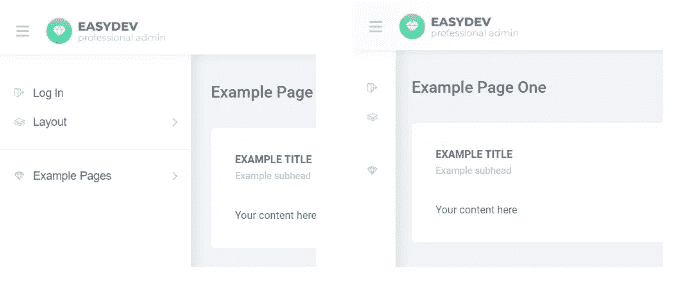 EASYDEV
professional admin
Log In
Layout
Example Pages
Example Page
EXAMPLE TITLE
Example subhead
Your content here
EASYDEV
professional admin
Example Page One
EXAMPLE TITLE
Example subhead
Your content here